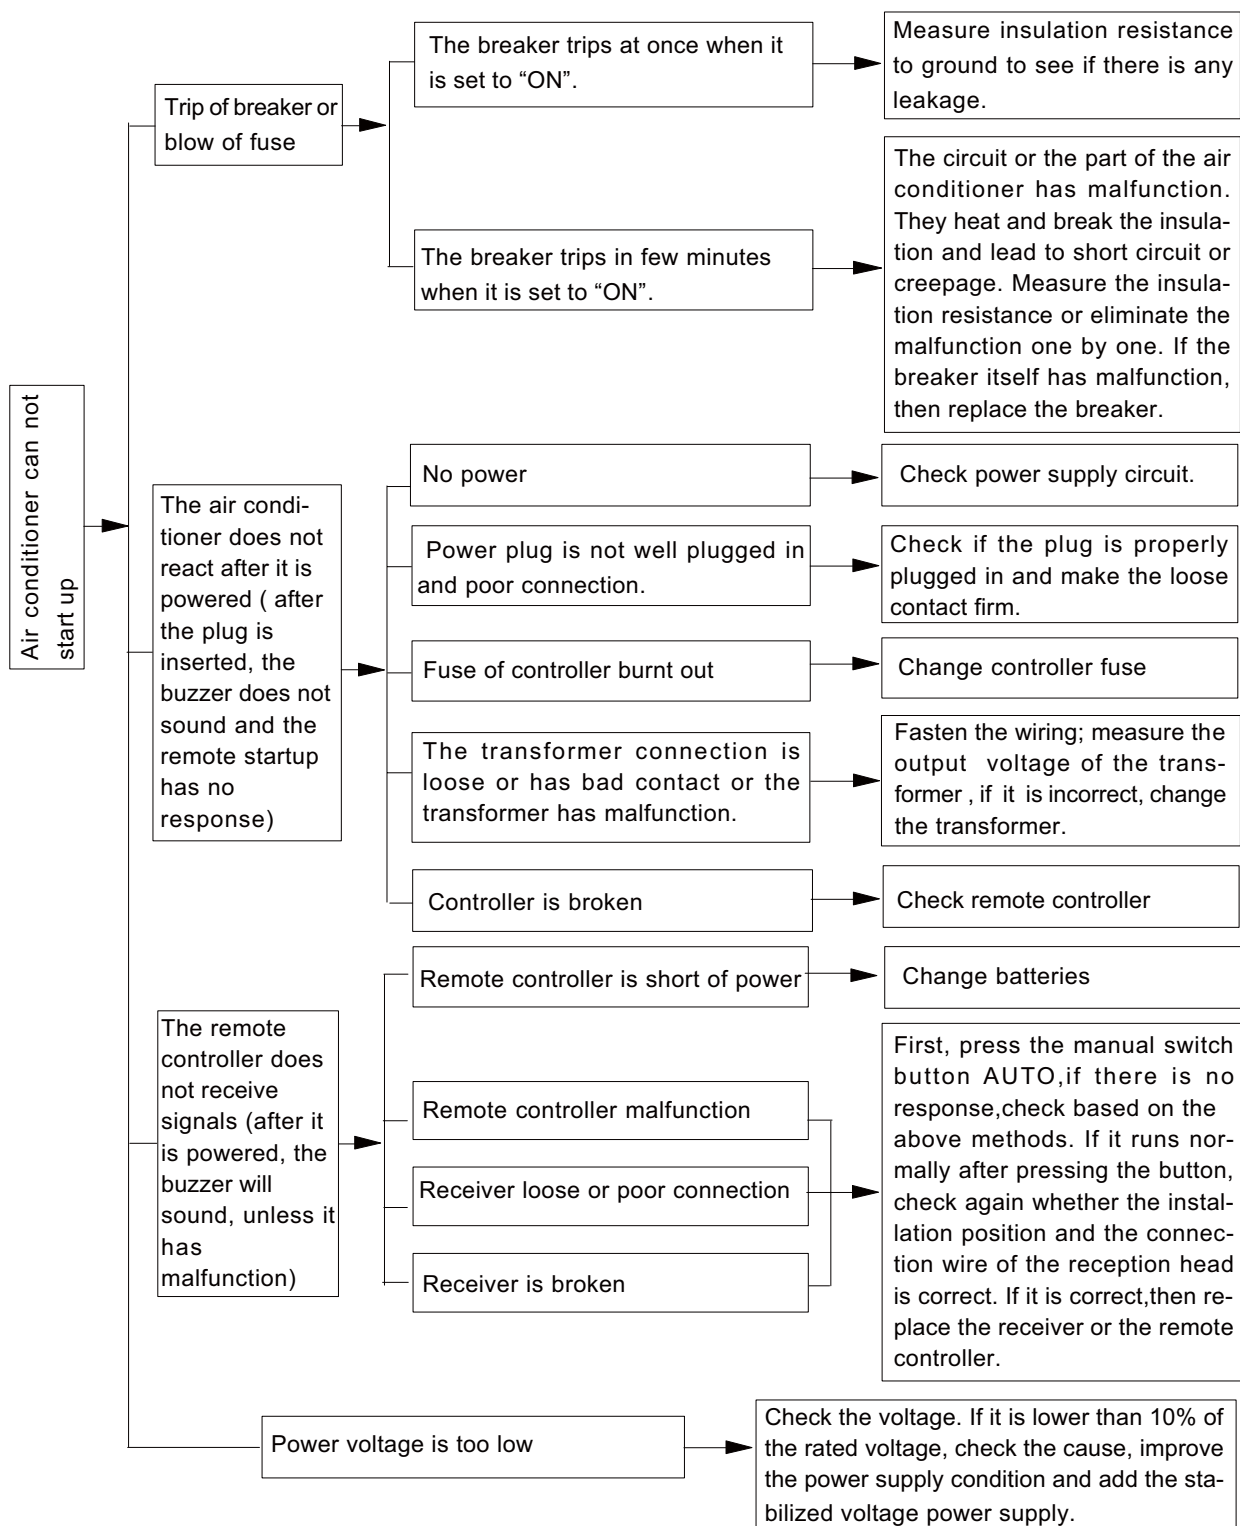 Air conditioner can not
start up
Trip of breaker or
blow of fuse
The breaker trips at once when it
is set to “ON”.
Measure insulation resistance
to ground to see if there is any
leakage.
The breaker trips in few minutes
when it is set to “ON”.
The circuit or the part of the air
conditioner has malfunction.
They heat and break the insula-
tion and lead to short circuit or
creepage. Measure the insula-
tion resistance or eliminate the
malfunction one by one. If the
breaker itself has malfunction,
then replace the breaker.
The air condi-
tioner does not
react after it is
powered ( after
the plug is
inserted, the
buzzer does not
sound and the
remote startup
has no
response)
No power
Check power supply circuit.
Power plug is not well plugged in
and poor connection.
Check if the plug is properly
plugged in and make the loose
contact firm.
Fuse of controller burnt out
Change controller fuse
The transformer connection is
loose or has bad contact or the
transformer has malfunction.
Fasten the wiring; measure the
output voltage of the trans-
former , if it is incorrect, change
the transformer.
Controller is broken
Check remote controller
The remote
controller does
not receive
signals (after it
is powered, the
buzzer will
sound, unless it
has
malfunction)
Remote controller is short of power
Change batteries
Remote controller malfunction
Receiver loose or poor connection
Receiver is broken
First, press the manual switch
button AUTO,if there is no
response,check based on the
above methods. If it runs nor-
mally after pressing the button,
check again whether the instal-
lation position and the connec-
tion wire of the reception head
is correct. If it is correct,then re-
place the receiver or the remote
controller.
Power voltage is too low
Check the voltage. If it is lower than 10% of
the rated voltage, check the cause, improve
the power supply condition and add the sta-
bilized voltage power supply.